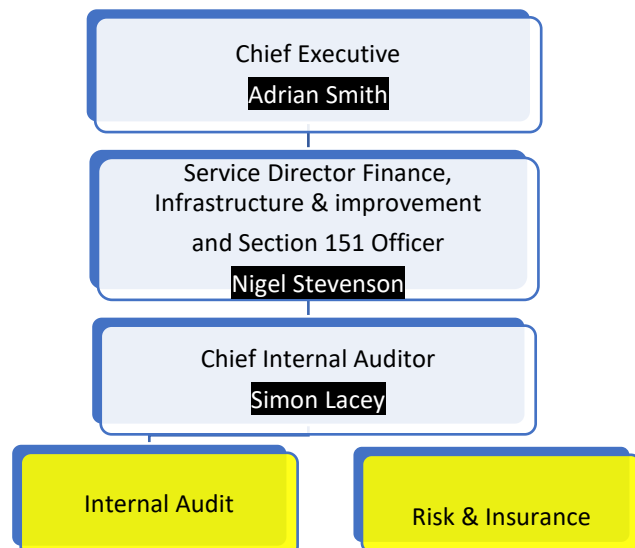 Chief Executive
Adrian Smith
Service Director Finance,
Infrastructure & improvement
and Section 151 Officer
Nigel Stevenson
Chief Internal Auditor
Simon Lacey
Internal Audit
Risk & Insurance